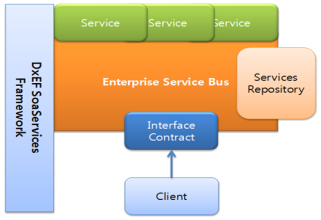 Service
Service
Service
DxEF SoaServices
Framework
Enterprise Service Bus
Services
Repository
Interface
Contract
Client